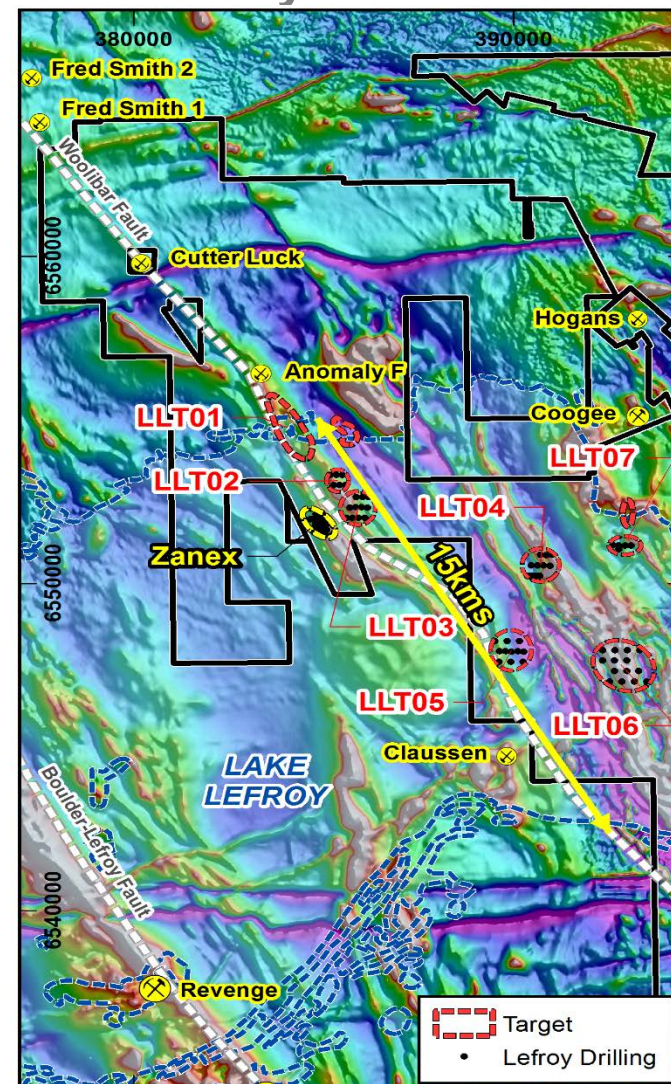 380000
390000
Fred Smith 2
Fred Smith 1
Woolibar Fault
6560000
Cutter Luck
Hogans
Anomaly F
Coogee
LLT01
LLT07
LLT02
LLT04
Zanex
15kms
6550000
LLT03
LLT05
LLT06
Claussen
LAKE
LEFROY
Boulder-Lefroy Fault
6540000
Revenge
Target
Lefroy Drilling